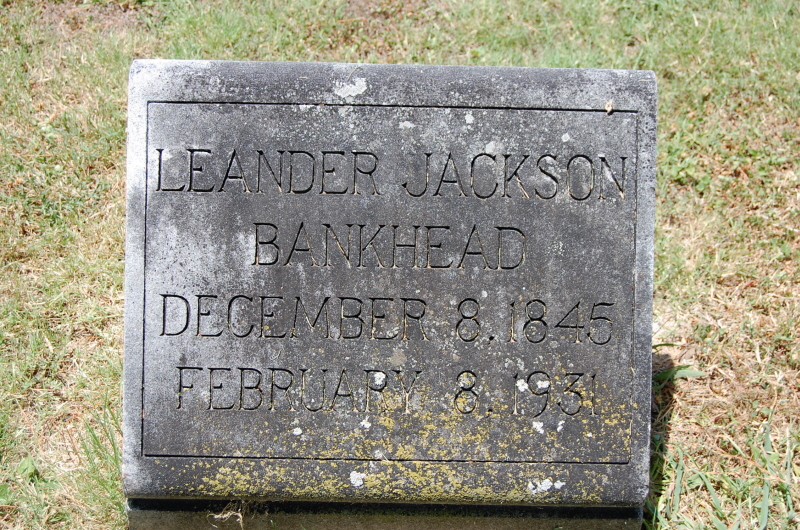 LEANDER JACKSON
BANKHEAD
DECEMBER 8, 1845
FEBRUARY 8, 1931